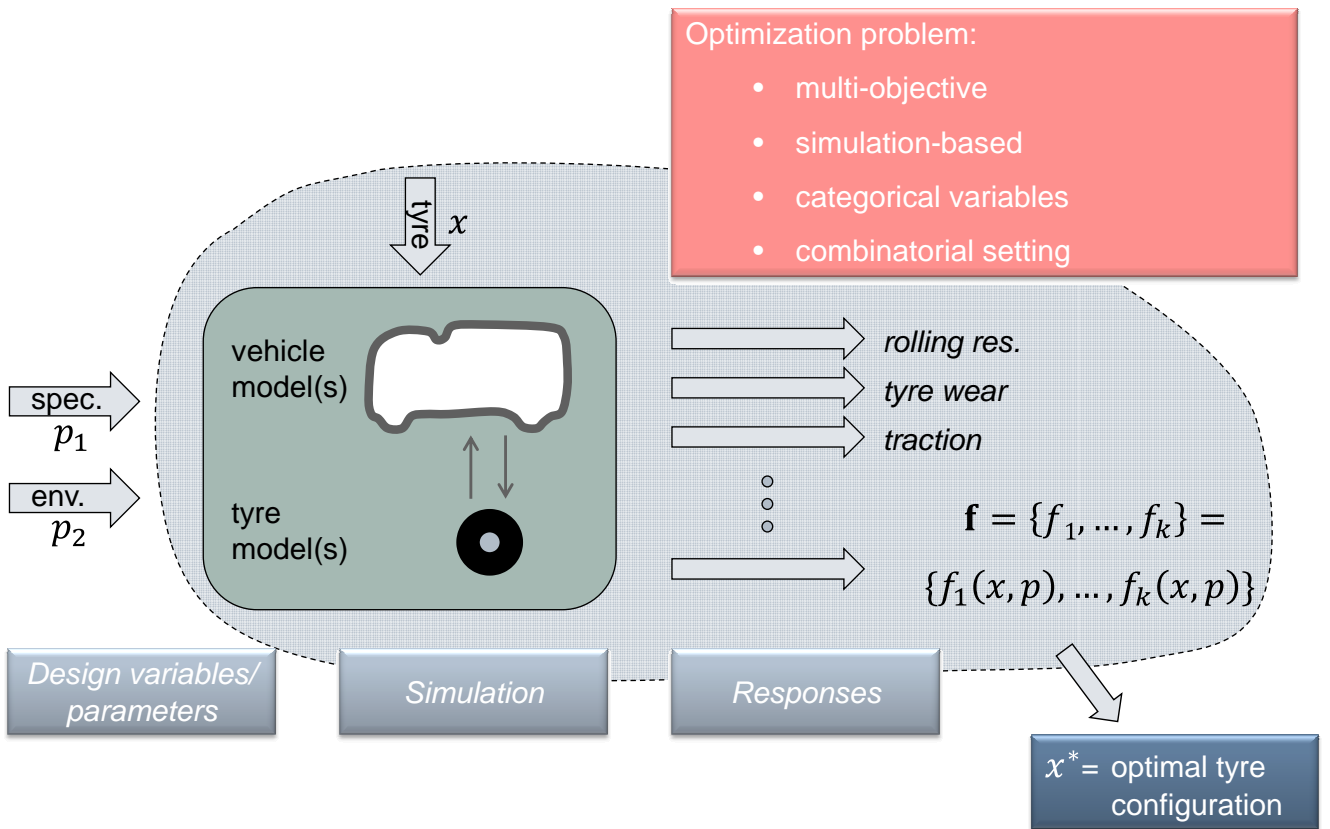 Optimization problem:
• multi-objective
• simulation-based
• categorical variables
• combinatorial setting
tyre x
vehicle
model(s)
tyre
model(s)
spec.
p₁
env.
p₂
rolling res.
tyre wear
traction
𝐟 = {f₁, ..., fₖ} =
{f₁(x, p), ..., fₖ(x, p)}
Design variables/
parameters
Simulation
Responses
x* = optimal tyre
configuration